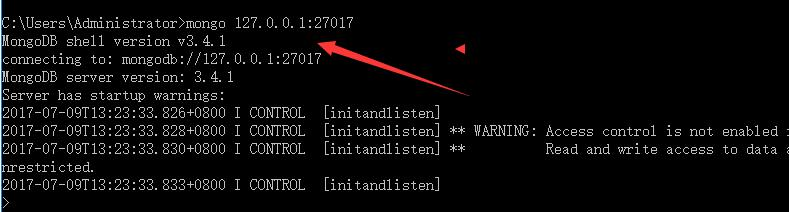 C:\Users\Administrator>mongo 127.0.0.1:27017
MongoDB shell version v3.4.1
connecting to: mongodb://127.0.0.1:27017
MongoDB server version: 3.4.1
Server has startup warnings:
2017-07-09T13:23:33.826+0800 I CONTROL  [initandlisten]
2017-07-09T13:23:33.828+0800 I CONTROL  [initandlisten] ** WARNING: Access control is not enabled
2017-07-09T13:23:33.830+0800 I CONTROL  [initandlisten] **          Read and write access to data a
nrestricted.
2017-07-09T13:23:33.833+0800 I CONTROL  [initandlisten]
>